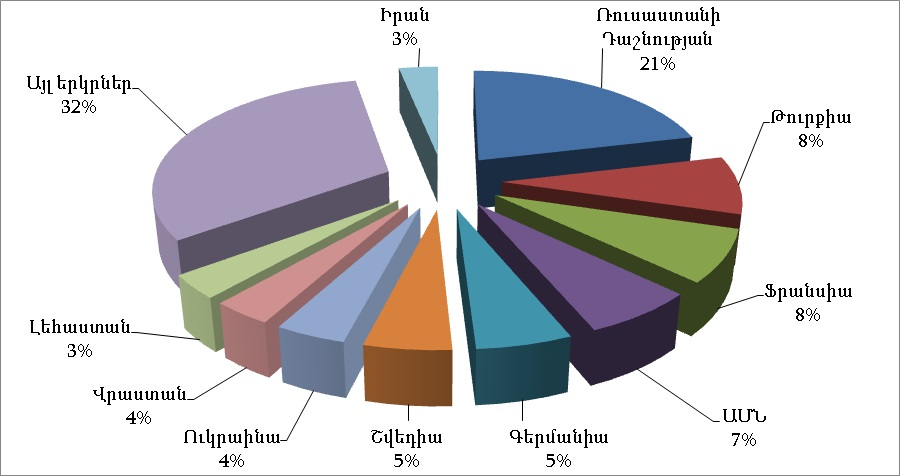 Իրան
3%
Ռուսաստանի
Դաշնության
21%
Թուրքիա
8%
Ֆրանսիա
8%
ԱՄՆ
7%
Գերմանիա
5%
Շվեդիա
5%
Ուկրաինա
4%
Վրաստան
4%
Լեհաստան
3%
Այլ երկրներ
32%